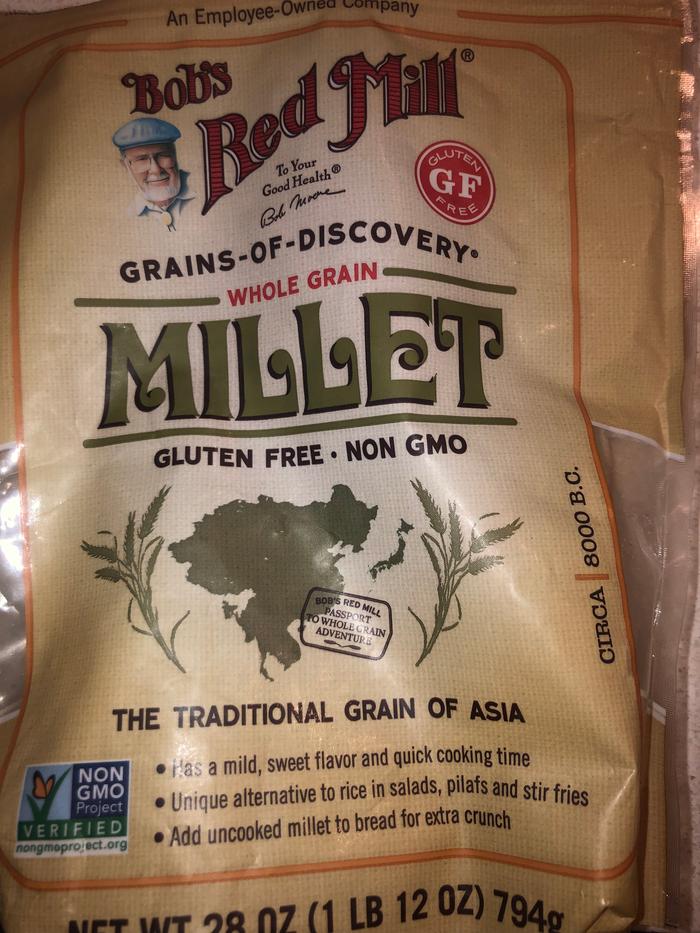 An Employee-Owned Company
Bob's
Red Mill®
To Your
Good Health®
Bob Moore
GLUTEN
GF
FREE
GRAINS-OF-DISCOVERY®
WHOLE GRAIN
MILLET
GLUTEN FREE • NON GMO
CIRCA | 8000 B.C.
BOB'S RED MILL
PASSPORT
TO WHOLE GRAIN
ADVENTURE
THE TRADITIONAL GRAIN OF ASIA
• Has a mild, sweet flavor and quick cooking time
• Unique alternative to rice in salads, pilafs and stir fries
• Add uncooked millet to bread for extra crunch
NON
GMO
Project
VERIFIED
nongmoproject.org
NET WT 28 OZ (1 LB 12 OZ) 794g